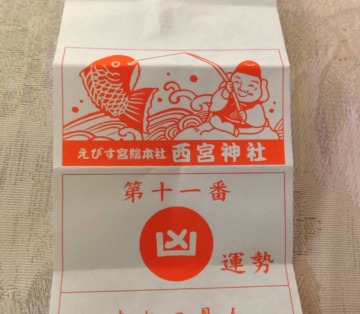 えびす宮総本社 西宮神社
第十一番
凶 運勢